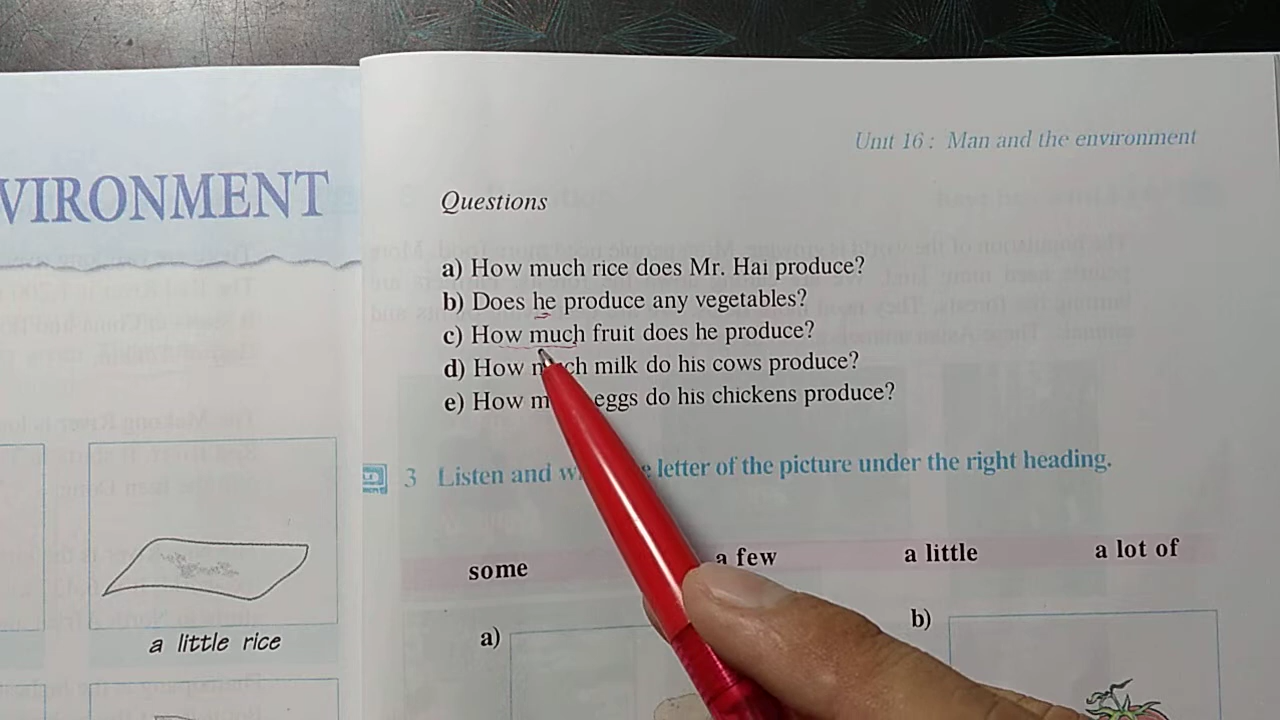 Unit 16 : Man and the environment
VIRONMENT
Questions
a) How much rice does Mr. Hai produce?
b) Does he produce any vegetables?
c) How much fruit does he produce?
d) How much milk do his cows produce?
e) How eggs do his chickens produce?
3 Listen and letter of the picture under the right heading.
some a few a little a lot of
a) b)
a little rice